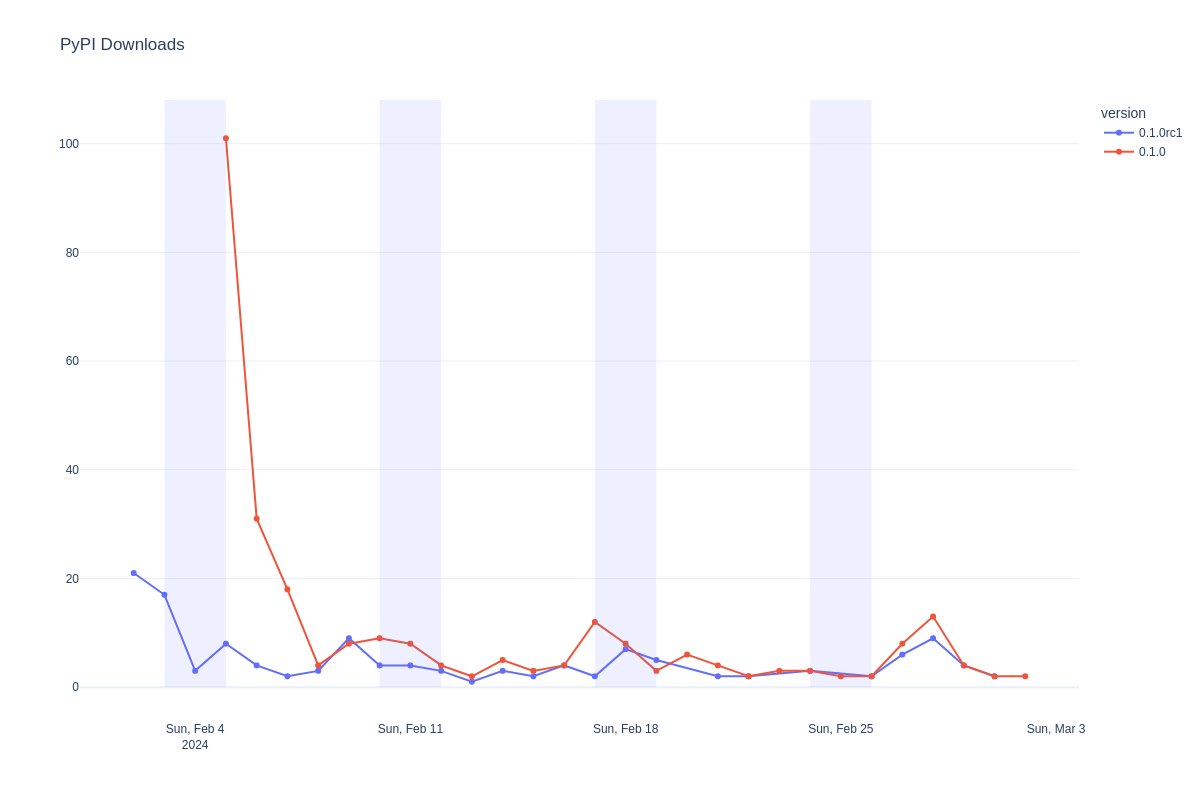 PyPI Downloads
version
0.1.0rc1
0.1.0
100
80
60
40
20
0
Sun, Feb 4
2024
Sun, Feb 11
Sun, Feb 18
Sun, Feb 25
Sun, Mar 3